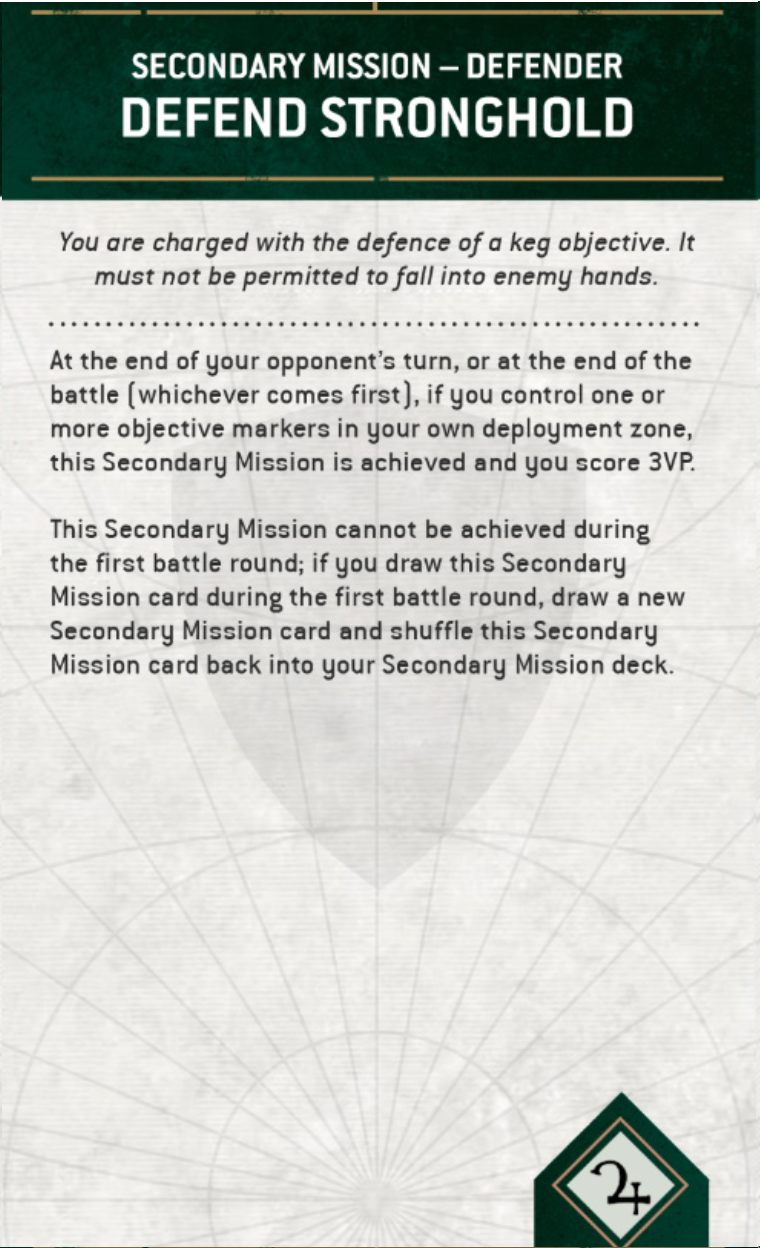 SECONDARY MISSION – DEFENDER
DEFEND STRONGHOLD
You are charged with the defence of a keg objective. It
must not be permitted to fall into enemy hands.
At the end of your opponent's turn, or at the end of the
battle (whichever comes first), if you control one or
more objective markers in your own deployment zone,
this Secondary Mission is achieved and you score 3VP.
This Secondary Mission cannot be achieved during
the first battle round; if you draw this Secondary
Mission card during the first battle round, draw a new
Secondary Mission card and shuffle this Secondary
Mission card back into your Secondary Mission deck.